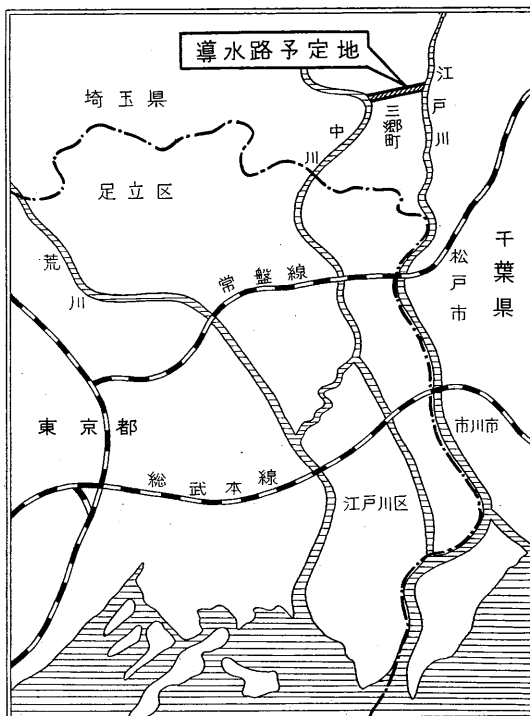 導水路予定地
江戸川
埼玉県
中川
三郷町
足立区
千葉県
松戸市
荒川
常盤線
東京都
総武本線
市川市
江戸川区